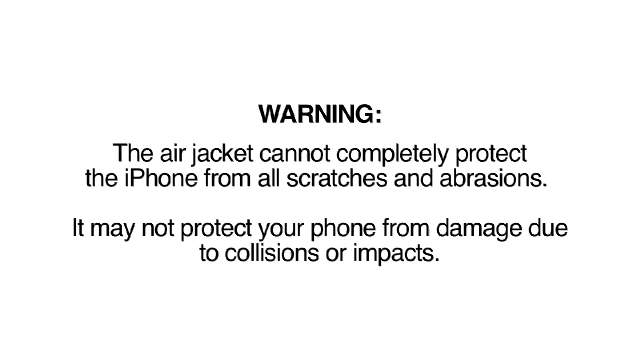 WARNING:
The air jacket cannot completely protect
the iPhone from all scratches and abrasions.
It may not protect your phone from damage due
to collisions or impacts.